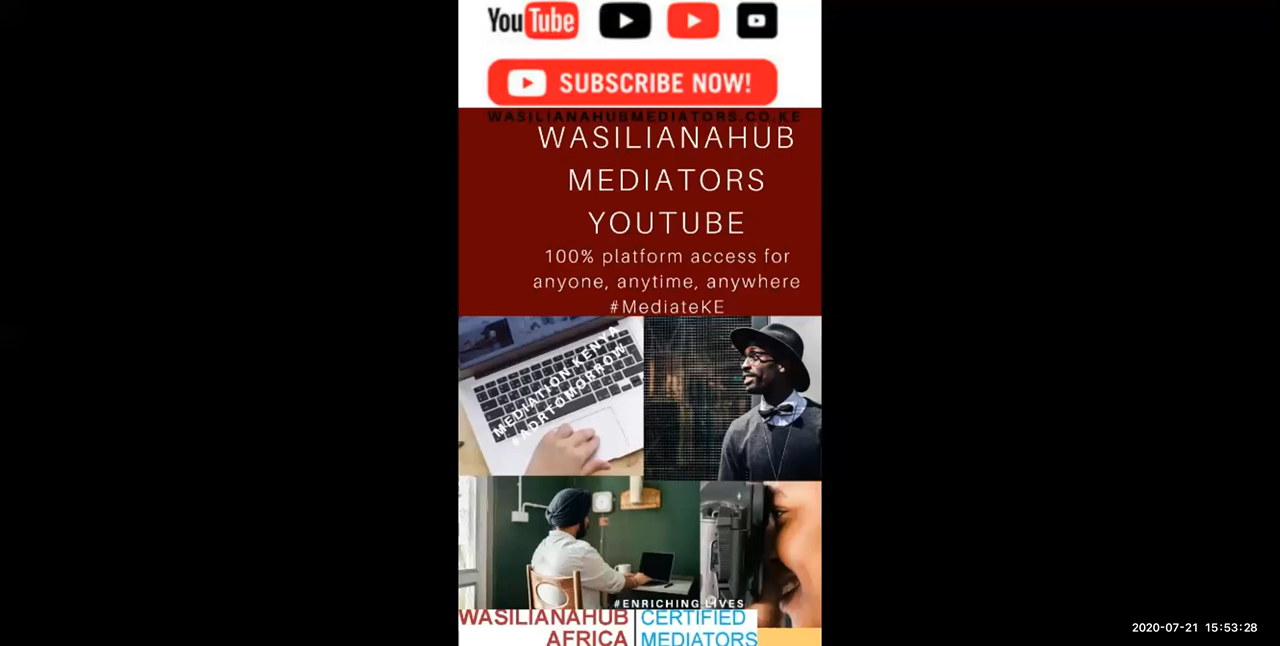 YouTube
SUBSCRIBE NOW!
WASILIANAHUBMEDIATORS.CO.KE
WASILIANAHUB
MEDIATORS
YOUTUBE
100% platform access for
anyone, anytime, anywhere
#MediateKE
MEDIATION KENYA
#ADRTOMORROW
#ENRICHING LIVES
WASILIANAHUB
AFRICA
CERTIFIED
MEDIATORS
2020-07-21 15:53:28